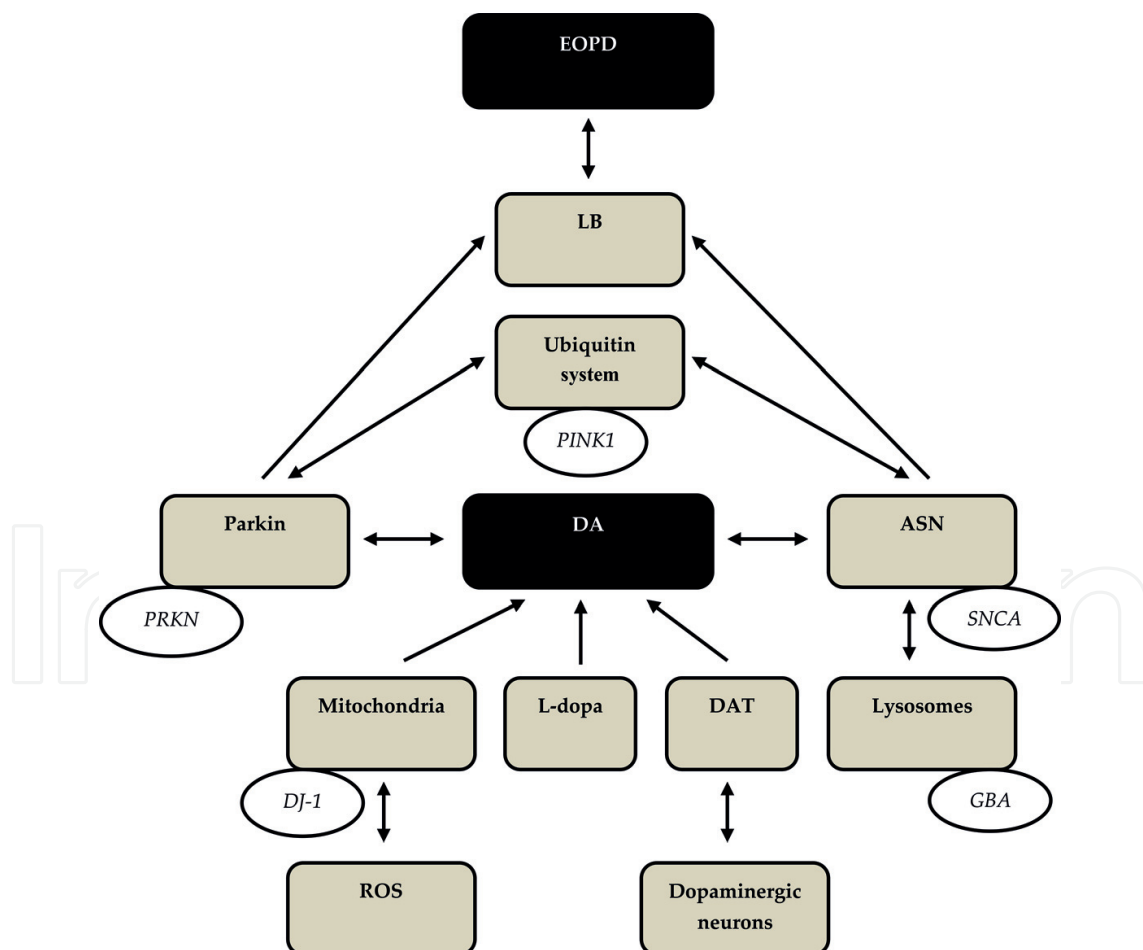 EOPD
LB
Ubiquitin
system
PINK1
Parkin
DA
ASN
PRKN
SNCA
Mitochondria
L-dopa
DAT
Lysosomes
DJ-1
GBA
ROS
Dopaminergic
neurons